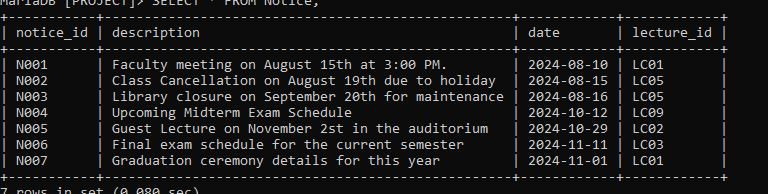 MariaDB [PROJECT]> SELECT * FROM Notice;
+-----------+--------------------------------------------------+------------+------------+
| notice_id | description | date | lecture_id |
+-----------+--------------------------------------------------+------------+------------+
| N001 | Faculty meeting on August 15th at 3:00 PM. | 2024-08-10 | LC01 |
| N002 | Class Cancellation on August 19th due to holiday | 2024-08-15 | LC05 |
| N003 | Library closure on September 20th for maintenance | 2024-08-16 | LC05 |
| N004 | Upcoming Midterm Exam Schedule | 2024-10-12 | LC09 |
| N005 | Guest Lecture on November 2st in the auditorium | 2024-10-29 | LC02 |
| N006 | Final exam schedule for the current semester | 2024-11-11 | LC03 |
| N007 | Graduation ceremony details for this year | 2024-11-01 | LC01 |
+-----------+--------------------------------------------------+------------+------------+
7 rows in set (0.080 sec)